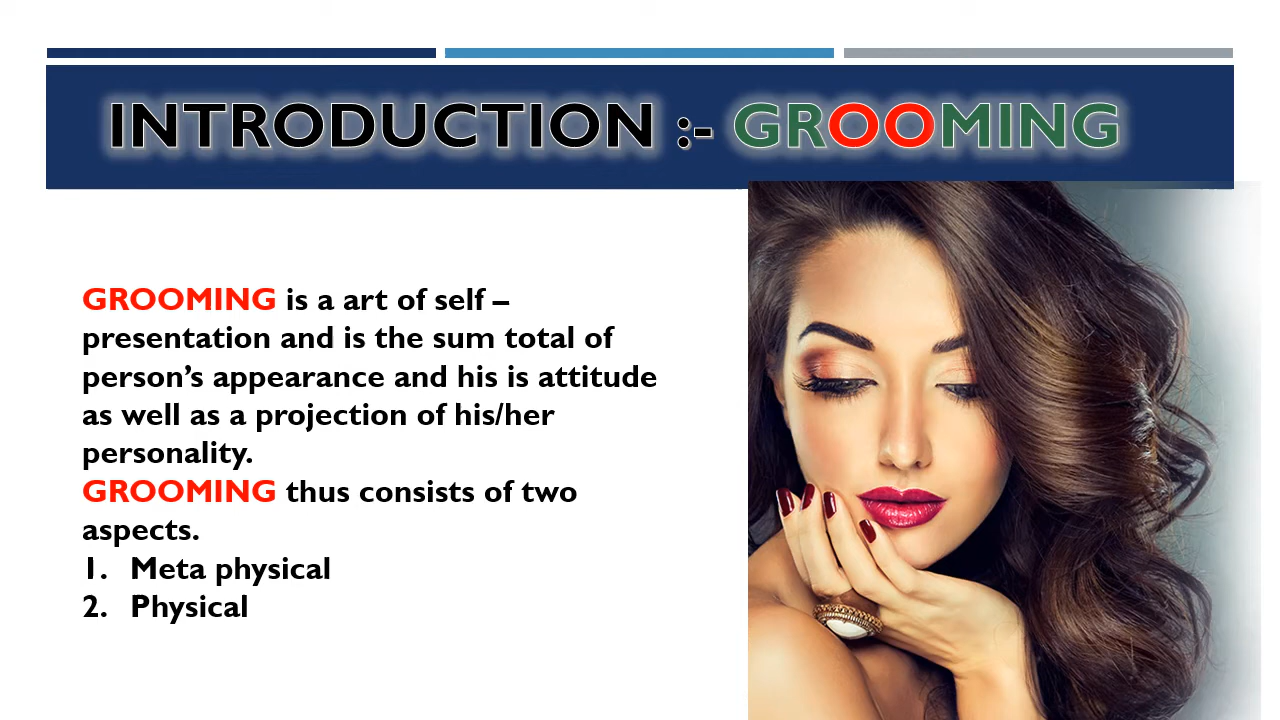 INTRODUCTION :- GROOMING
GROOMING is a art of self –
presentation and is the sum total of
person’s appearance and his is attitude
as well as a projection of his/her
personality.
GROOMING thus consists of two
aspects.
1. Meta physical
2. Physical